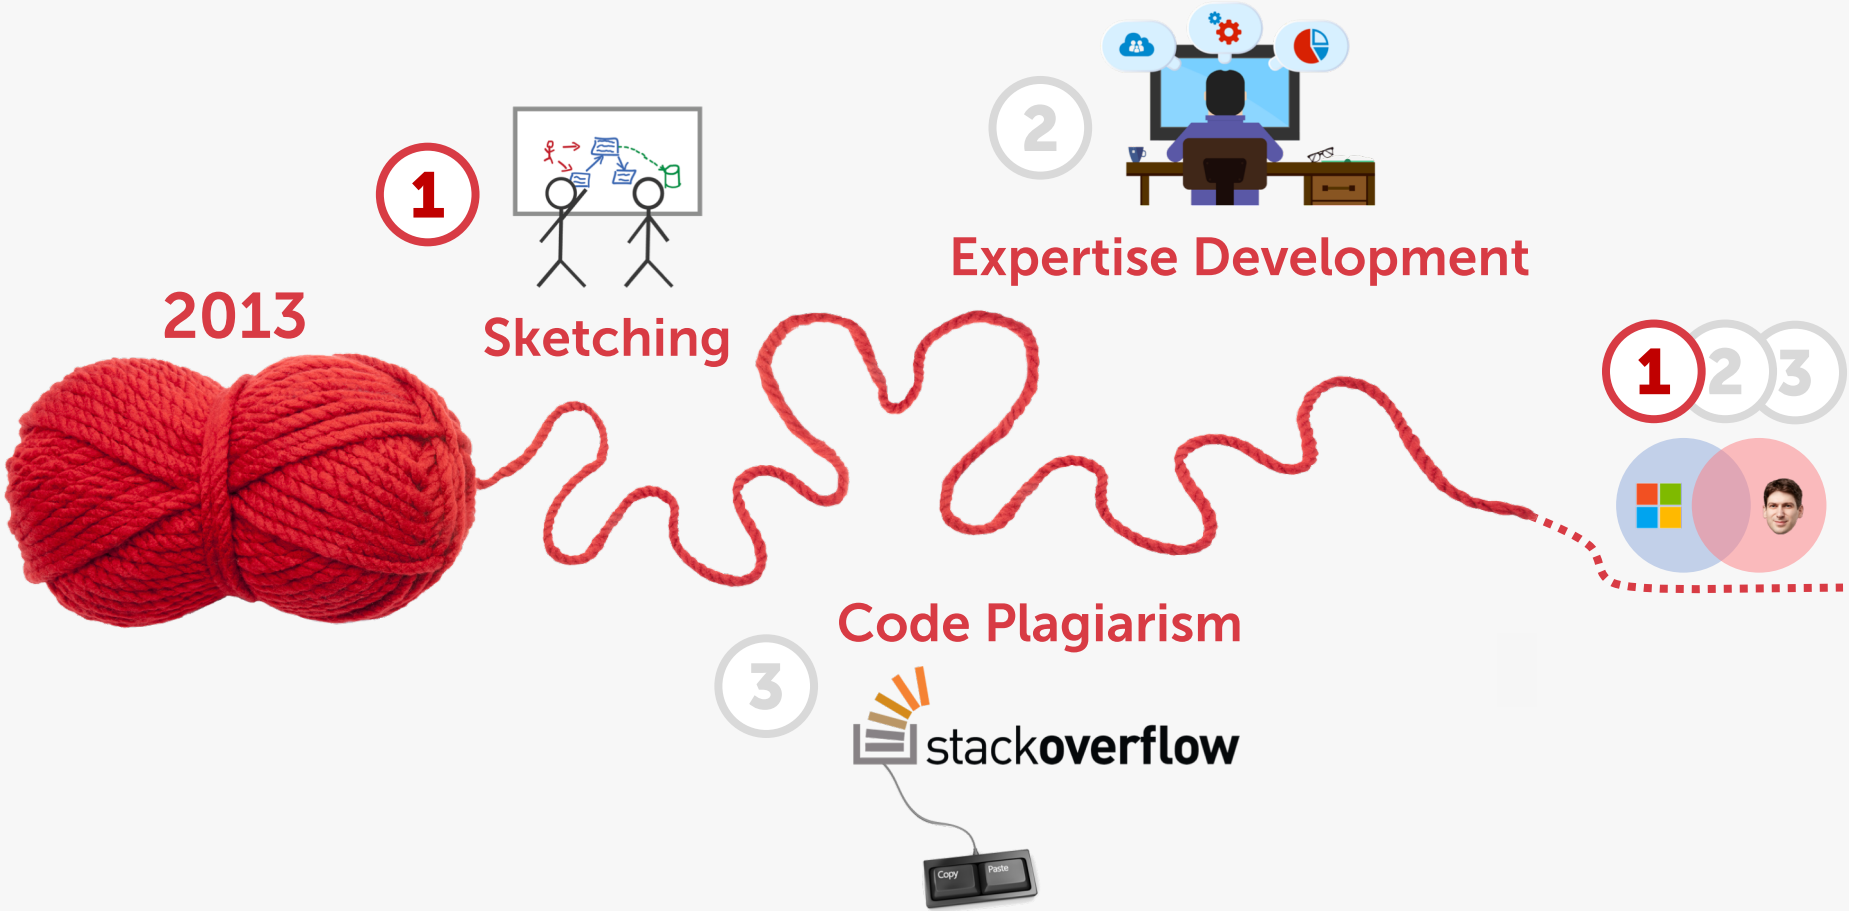 2
1
Expertise Development
2013
Sketching
1 2 3
Code Plagiarism
3
stackoverflow
Copy Paste